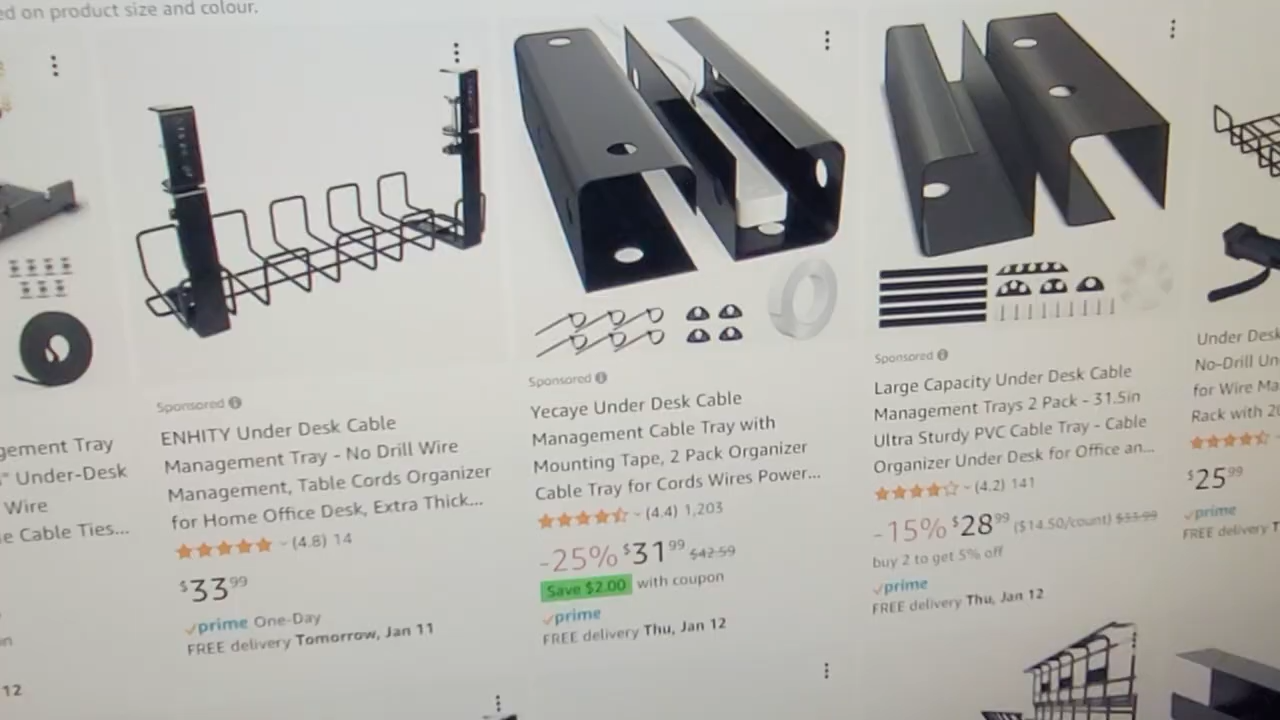 ed on product size and colour.
gement Tray
" Under-Desk
Wire
e Cable Ties...
12
Sponsored
ENHITY Under Desk Cable
Management Tray - No Drill Wire
Management, Table Cords Organizer
for Home Office Desk, Extra Thick...
(4.8) 14
$33.99
prime One-Day
FREE delivery Tomorrow, Jan 11
Sponsored
Yecaye Under Desk Cable
Management Cable Tray with
Mounting Tape, 2 Pack Organizer
Cable Tray for Cords Wires Power...
(4.4) 1,203
-25% $31.99 $42.59
Save $2.00 with coupon
prime
FREE delivery Thu, Jan 12
Sponsored
Large Capacity Under Desk Cable
Management Trays 2 Pack - 31.5in
Ultra Sturdy PVC Cable Tray - Cable
Organizer Under Desk for Office an...
(4.2) 141
-15% $28.99 ($14.50/count) $33.99
buy 2 to get 5% off
prime
FREE delivery Thu, Jan 12
Under Desk
No-Drill Un
for Wire Ma
Rack with 20
$25.99
prime
FREE delivery T